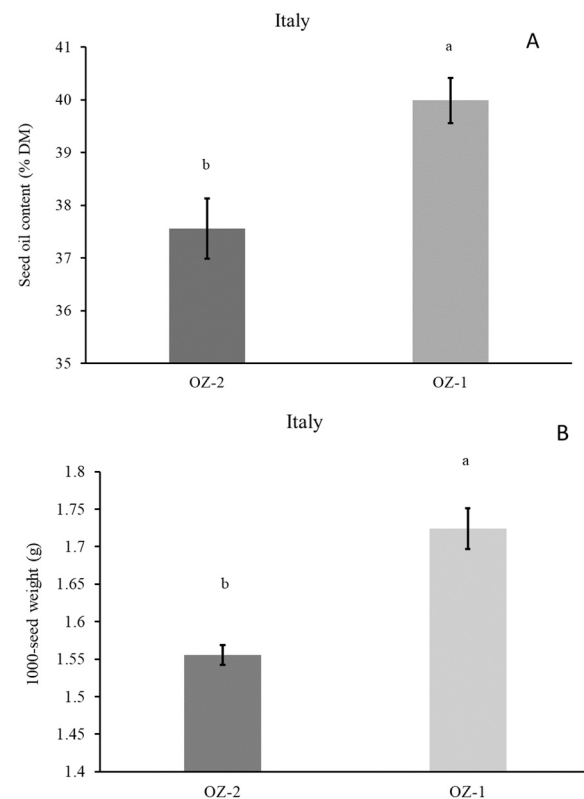 Italy
A
a
41
40
39
b
38
37
36
35
Seed oil content (% DM)
OZ-2 OZ-1
Italy
B
a
1.8
1.75
1.7
1.65
b
1.6
1.55
1.5
1.45
1.4
1000-seed weight (g)
OZ-2 OZ-1